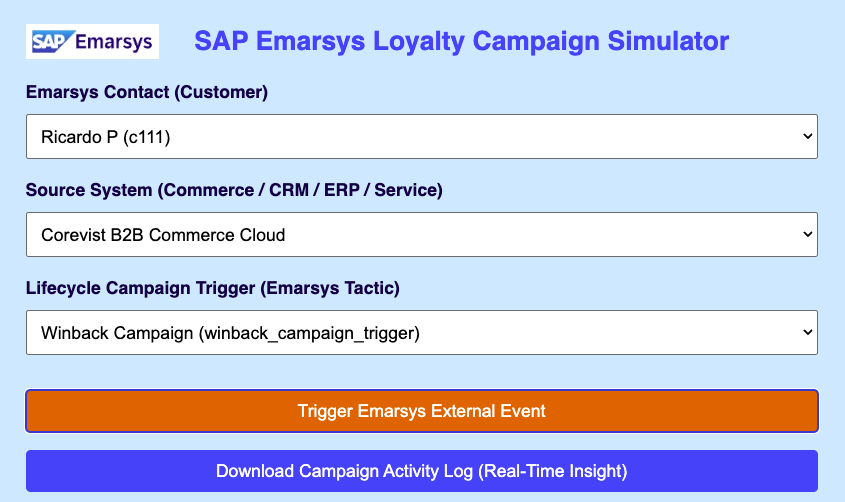 SAP Emarsys
SAP Emarsys Loyalty Campaign Simulator
Emarsys Contact (Customer)
Ricardo P (c111)
Source System (Commerce / CRM / ERP / Service)
Corevist B2B Commerce Cloud
Lifecycle Campaign Trigger (Emarsys Tactic)
Winback Campaign (winback_campaign_trigger)
Trigger Emarsys External Event
Download Campaign Activity Log (Real-Time Insight)